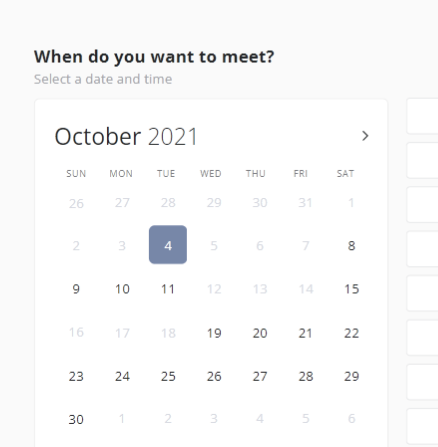 When do you want to meet?
Select a date and time
October 2021
SUN MON TUE WED THU FRI SAT
26 27 28 29 30 31 1
2 3 4 5 6 7 8
9 10 11 12 13 14 15
16 17 18 19 20 21 22
23 24 25 26 27 28 29
30 1 2 3 4 5 6